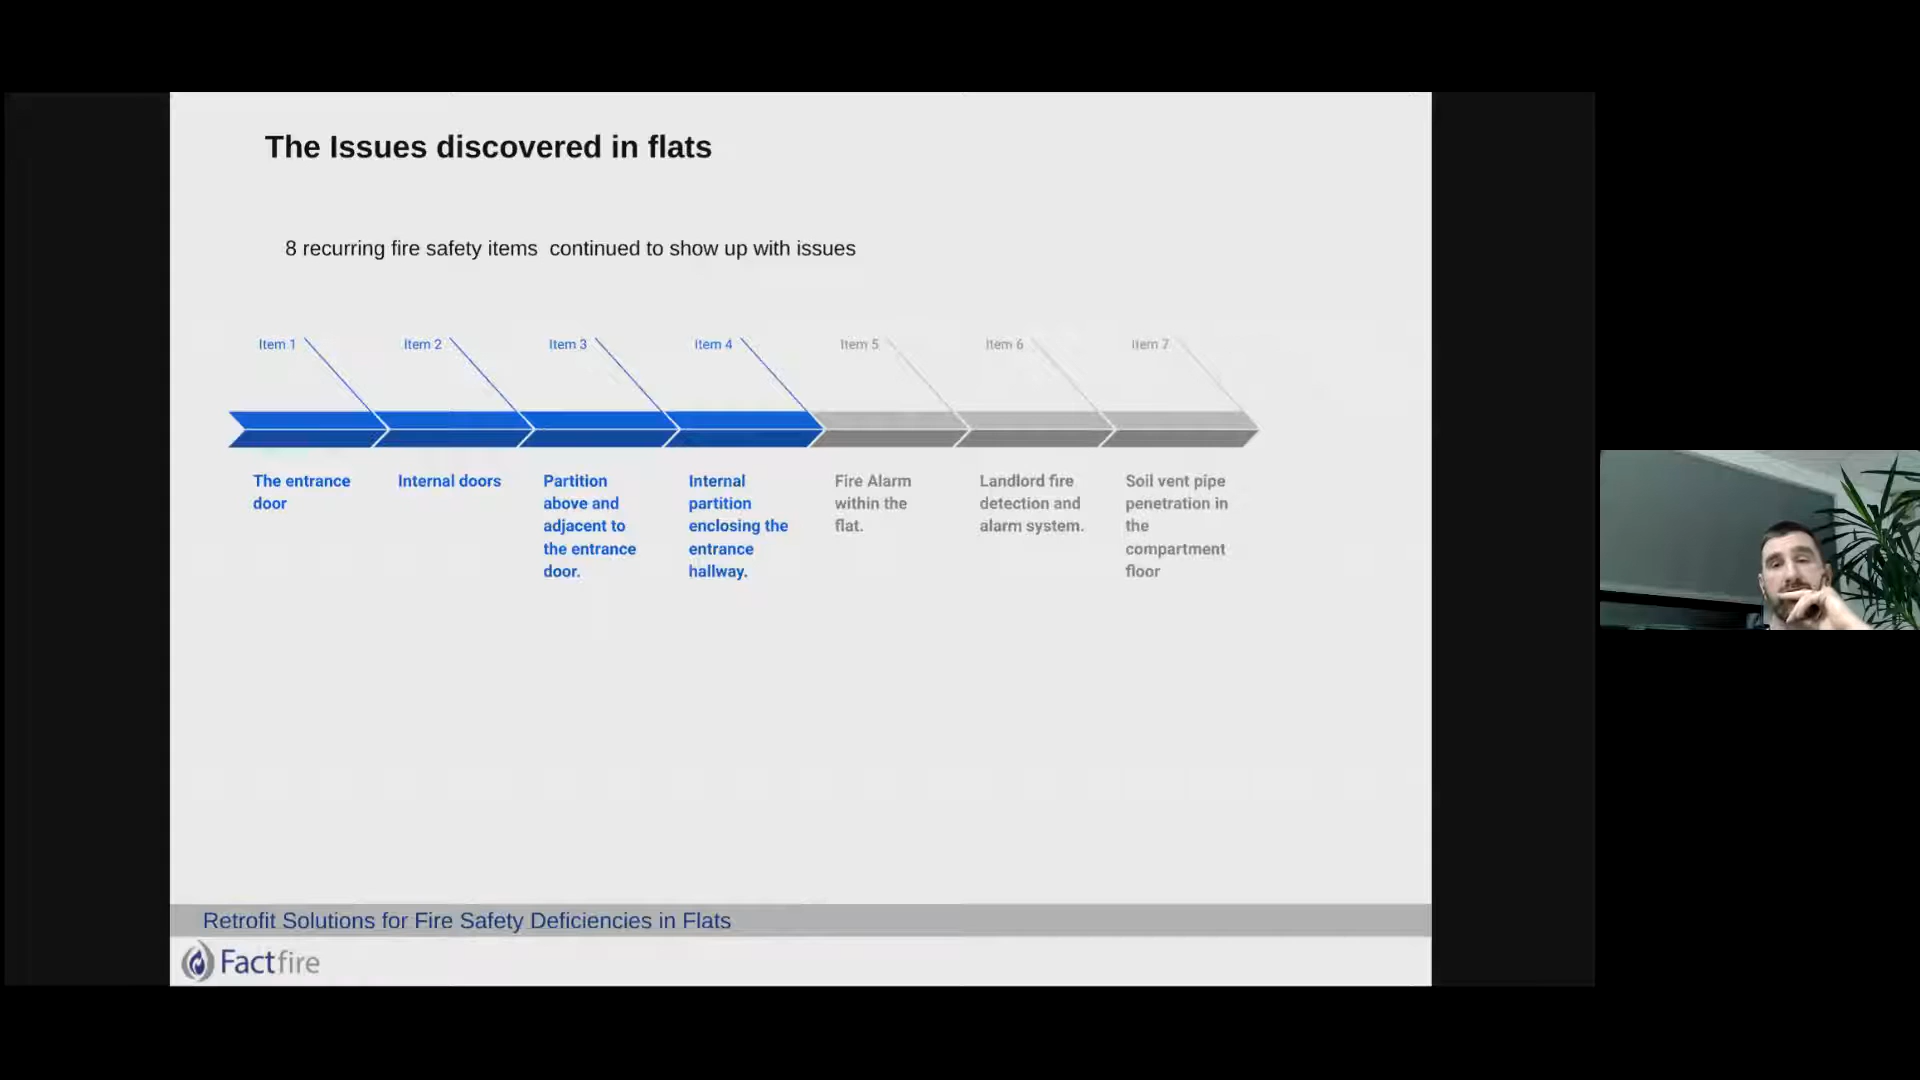 The Issues discovered in flats
8 recurring fire safety items continued to show up with issues
Item 1
Item 2
Item 3
Item 4
Item 5
Item 6
Item 7
The entrance
door
Internal doors
Partition
above and
adjacent to
the entrance
door.
Internal
partition
enclosing the
entrance
hallway.
Fire Alarm
within the
flat.
Landlord fire
detection and
alarm system.
Soil vent pipe
penetration in
the
compartment
floor
Retrofit Solutions for Fire Safety Deficiencies in Flats
Factfire